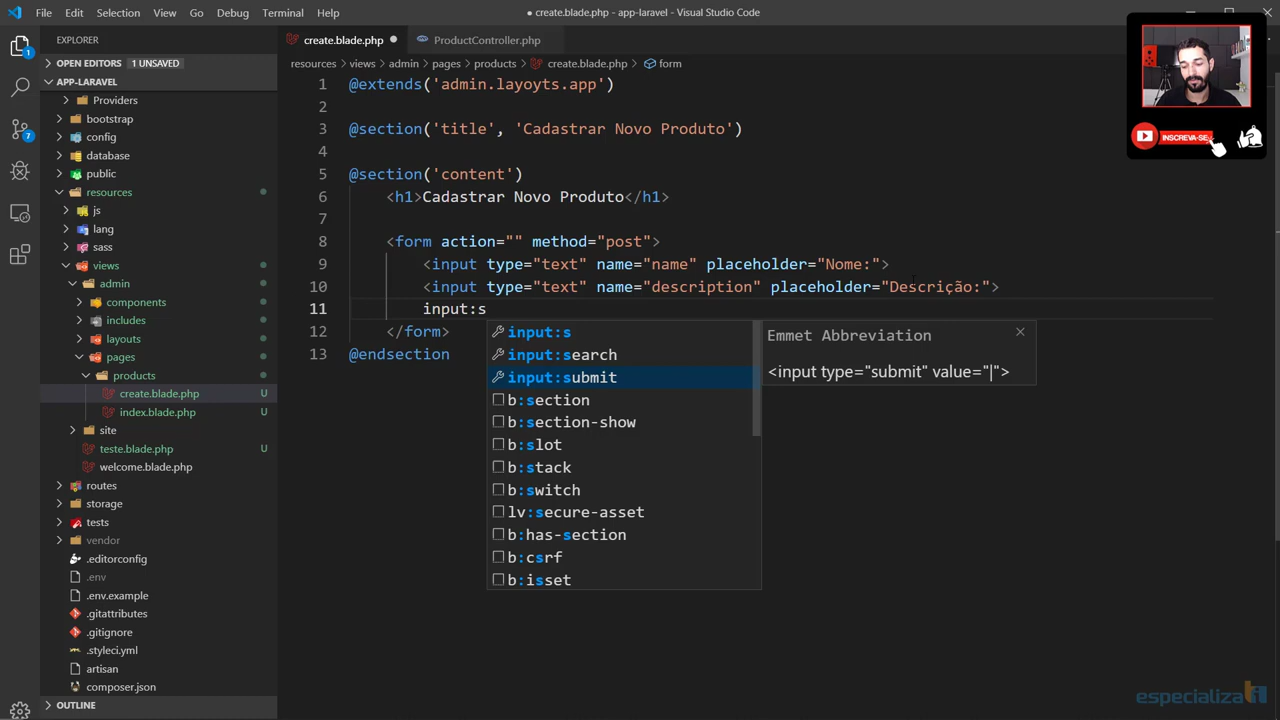 File Edit Selection View Go Debug Terminal Help
● create.blade.php - app-laravel - Visual Studio Code
EXPLORER
OPEN EDITORS 1 UNSAVED
APP-LARAVEL
Providers
bootstrap
config
database
public
resources
js
lang
sass
views
admin
components
includes
layouts
pages
products
create.blade.php U
index.blade.php U
site
teste.blade.php U
welcome.blade.php
routes
storage
tests
vendor
.editorconfig
.env
.env.example
.gitattributes
.gitignore
.styleci.yml
artisan
composer.json
OUTLINE
1
7
create.blade.php ● ProductController.php
resources › views › admin › pages › products › create.blade.php › form
1 @extends('admin.layoyts.app')
2
3 @section('title', 'Cadastrar Novo Produto')
4
5 @section('content')
6 <h1>Cadastrar Novo Produto</h1>
7
8 <form action="" method="post">
9 <input type="text" name="name" placeholder="Nome:">
10 <input type="text" name="description" placeholder="Descrição:">
11 input:s
12 </form>
13 @endsection
input:s
input:search
input:submit
b:section
b:section-show
b:slot
b:stack
b:switch
lv:secure-asset
b:has-section
b:csrf
b:isset
Emmet Abbreviation
<input type="submit" value="|">
INSCREVA-SE
especializati